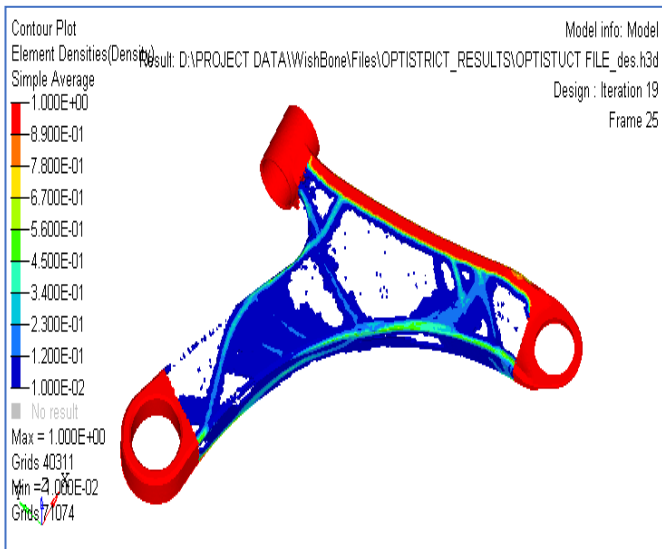 Contour Plot
Element Densities(Density)
Simple Average
Model info: Model
Result: D:\PROJECT DATA\WishBone\Files\OPTISTRICT_RESULTS\OPTISTUCT FILE_des.h3d
Design : Iteration 19
Frame 25
1.000E+00
8.900E-01
7.800E-01
6.700E-01
5.600E-01
4.500E-01
3.400E-01
2.300E-01
1.200E-01
1.000E-02
No result
Max = 1.000E+00
Grids 40311
Min = 1.000E-02
Grids 71074
Z
X
Y